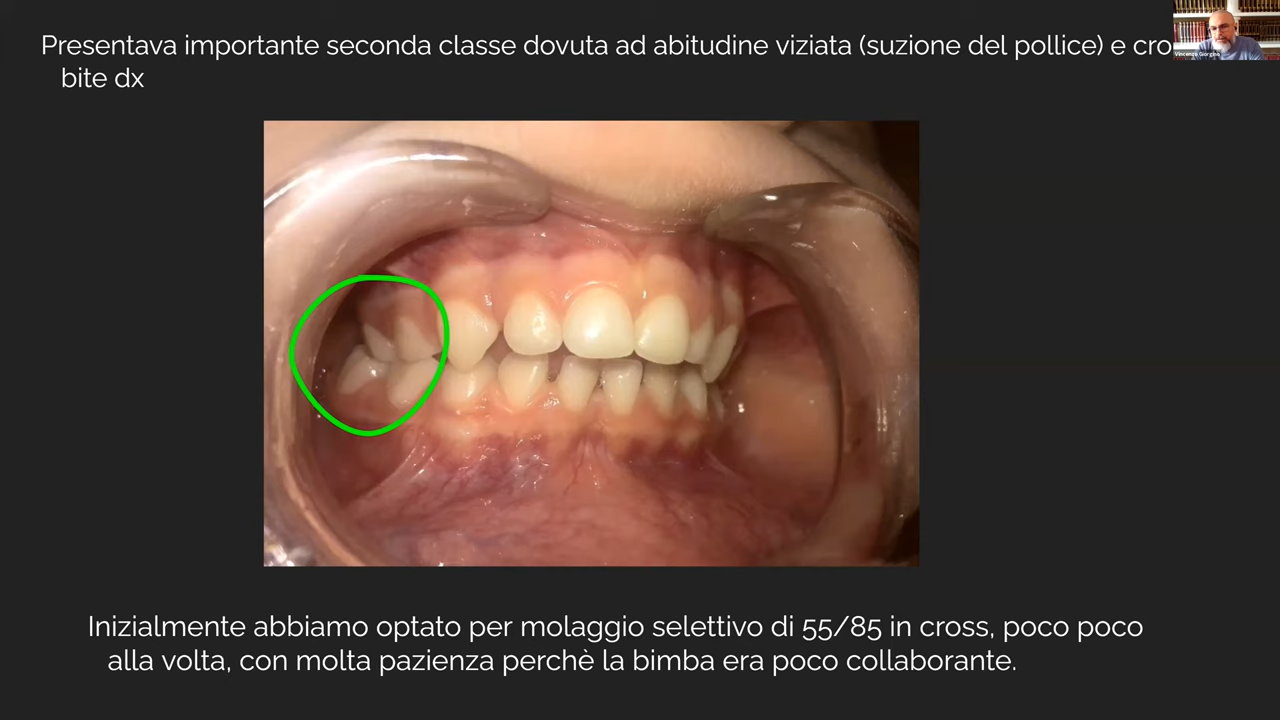 Presentava importante seconda classe dovuta ad abitudine viziata (suzione del pollice) e cro
bite dx
Vincenzo Giorgino
Inizialmente abbiamo optato per molaggio selettivo di 55/85 in cross, poco poco
alla volta, con molta pazienza perchè la bimba era poco collaborante.